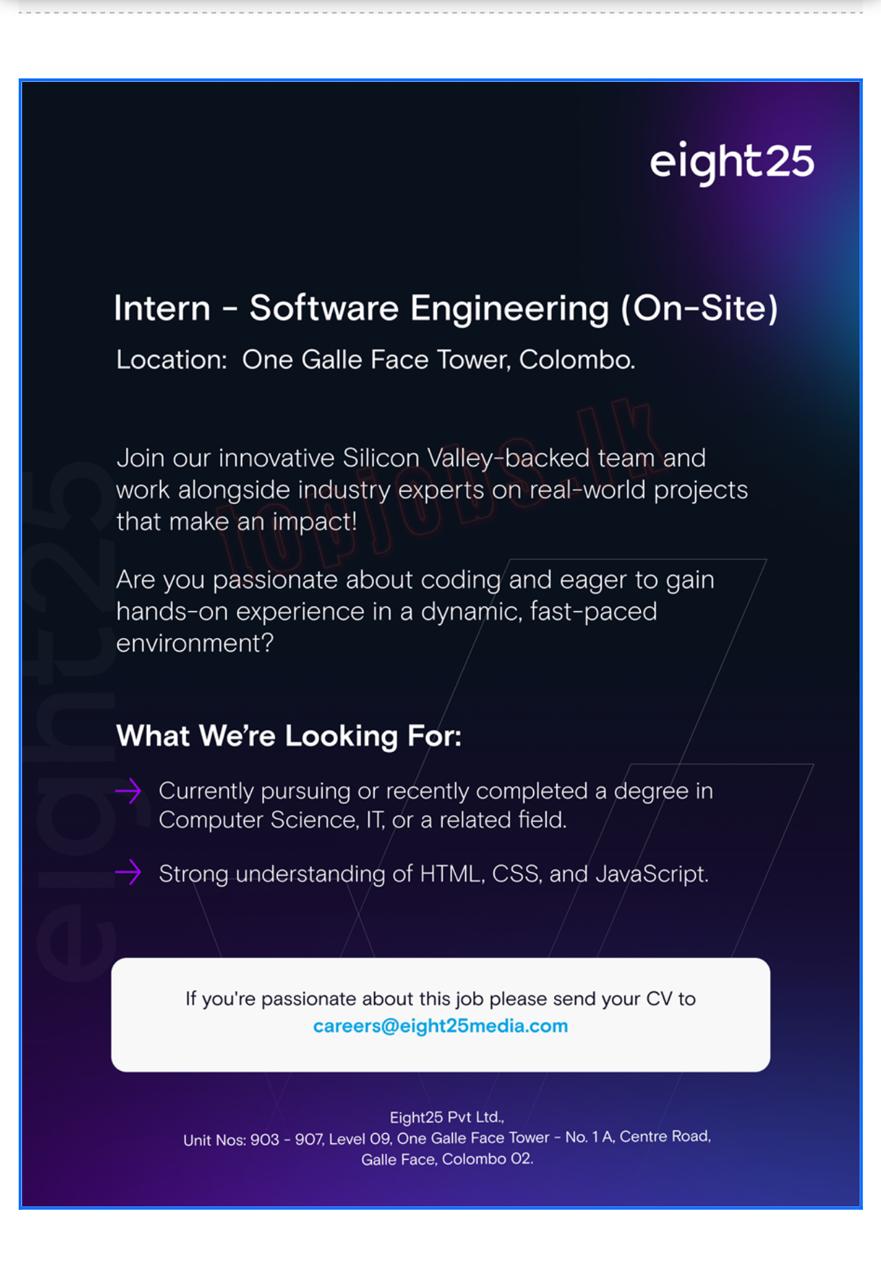 eight25
Intern - Software Engineering (On-Site)
Location: One Galle Face Tower, Colombo.
Join our innovative Silicon Valley-backed team and
work alongside industry experts on real-world projects
that make an impact!
Are you passionate about coding and eager to gain
hands-on experience in a dynamic, fast-paced
environment?
topjobs.lk
eight25
What We're Looking For:
Currently pursuing or recently completed a degree in
Computer Science, IT, or a related field.
Strong understanding of HTML, CSS, and JavaScript.
If you're passionate about this job please send your CV to
careers@eight25media.com
Eight25 Pvt Ltd.,
Unit Nos: 903 - 907, Level 09, One Galle Face Tower - No. 1 A, Centre Road,
Galle Face, Colombo 02.